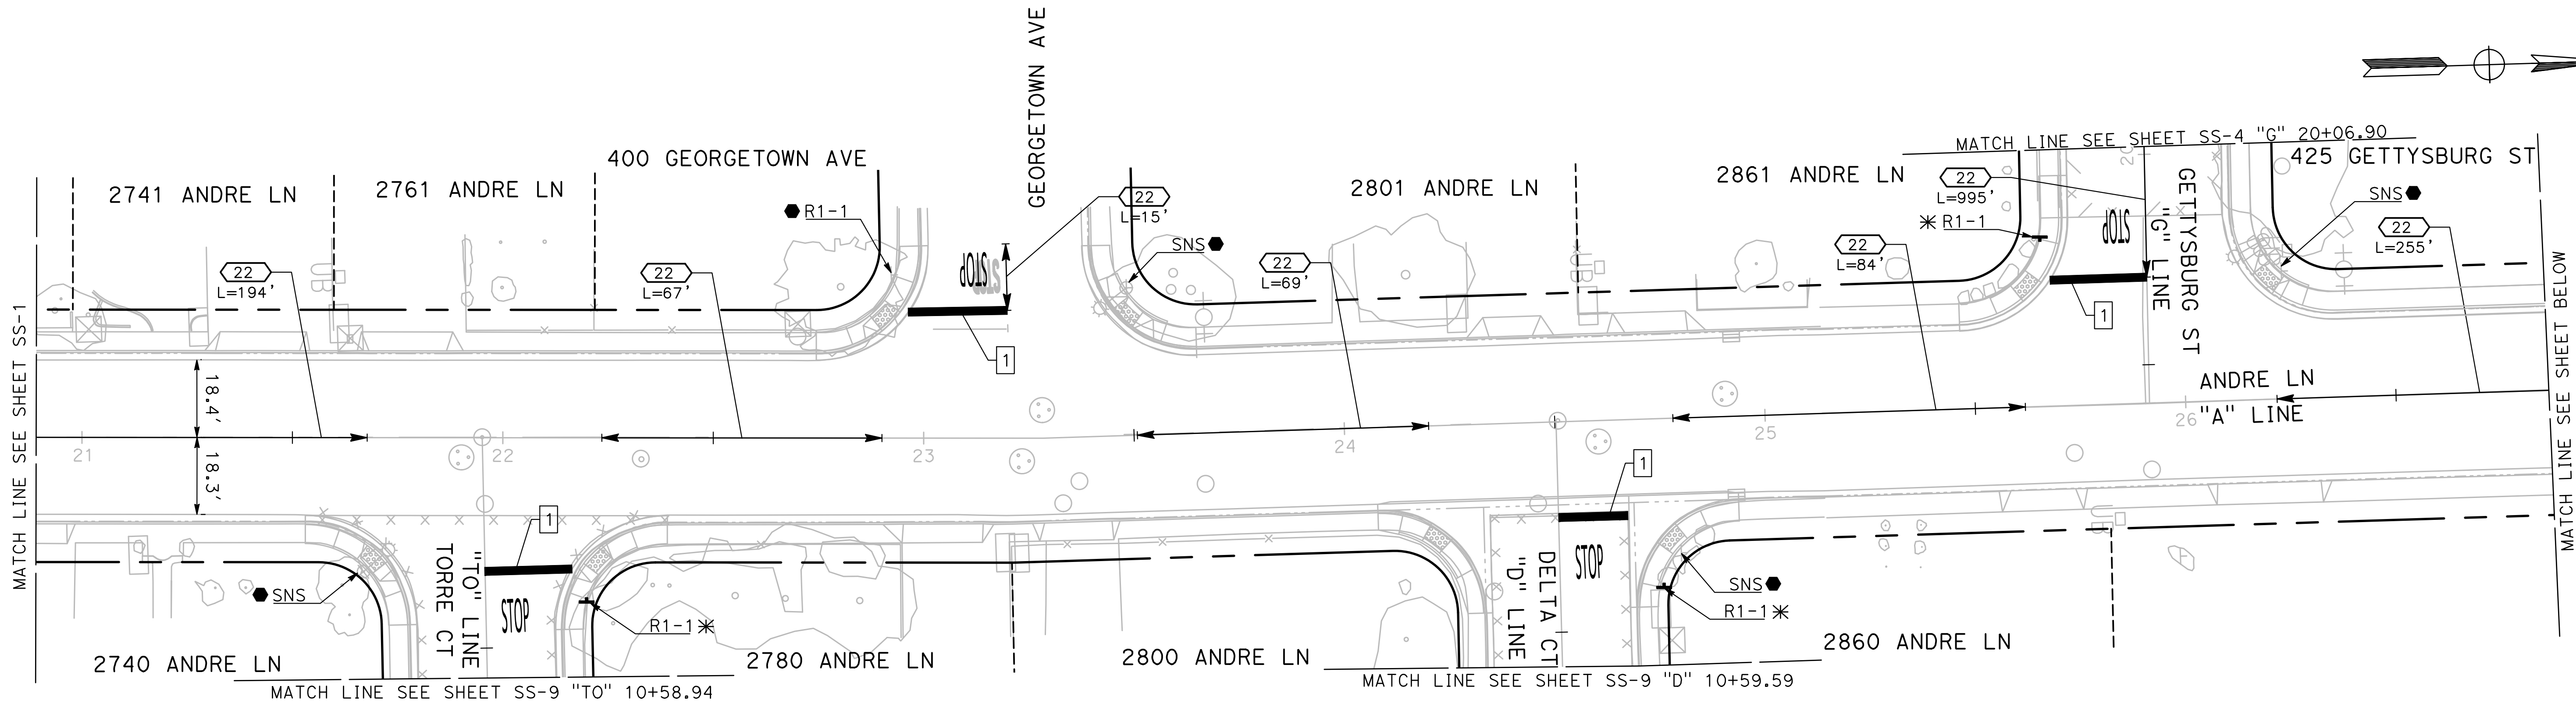 MATCH LINE SEE SHEET SS-1
2741 ANDRE LN
2761 ANDRE LN
400 GEORGETOWN AVE
GEORGETOWN AVE
2801 ANDRE LN
2861 ANDRE LN
MATCH LINE SEE SHEET SS-4 "G" 20+06.90
425 GETTYSBURG ST
22
L=194'
22
L=67'
R1-1
STOP
STOP
22
L=15'
SNS
22
L=69'
22
L=84'
22
L=995'
R1-1
20
STOP
"G" LINE
GETTYSBURG ST
SNS
22
L=255'
1
1
18.4'
18.3'
21
22
23
24
25
26
ANDRE LN
"A" LINE
MATCH LINE SEE SHEET BELOW
SNS
TORRE CT
"TO" LINE
1
STOP
R1-1
"D" LINE
DELTA CT
1
STOP
SNS
R1-1
2740 ANDRE LN
2780 ANDRE LN
2800 ANDRE LN
2860 ANDRE LN
MATCH LINE SEE SHEET SS-9 "TO" 10+58.94
MATCH LINE SEE SHEET SS-9 "D" 10+59.59